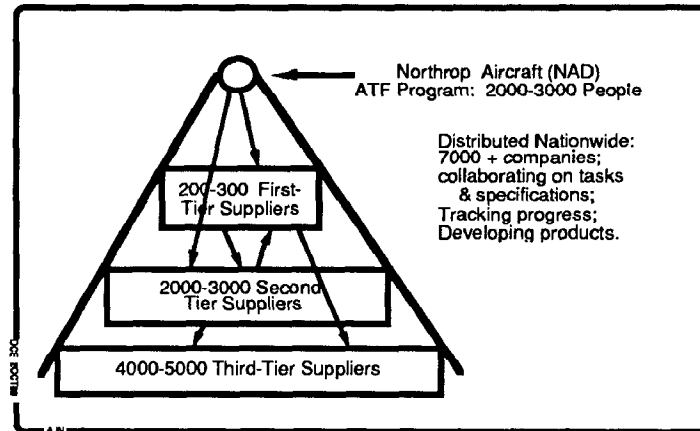 Northrop Aircraft (NAD)
ATF Program: 2000-3000 People
Distributed Nationwide:
7000 + companies;
collaborating on tasks
& specifications;
Tracking progress;
Developing products.
200-300 First-
Tier Suppliers
2000-3000 Second
Tier Suppliers
4000-5000 Third-Tier Suppliers